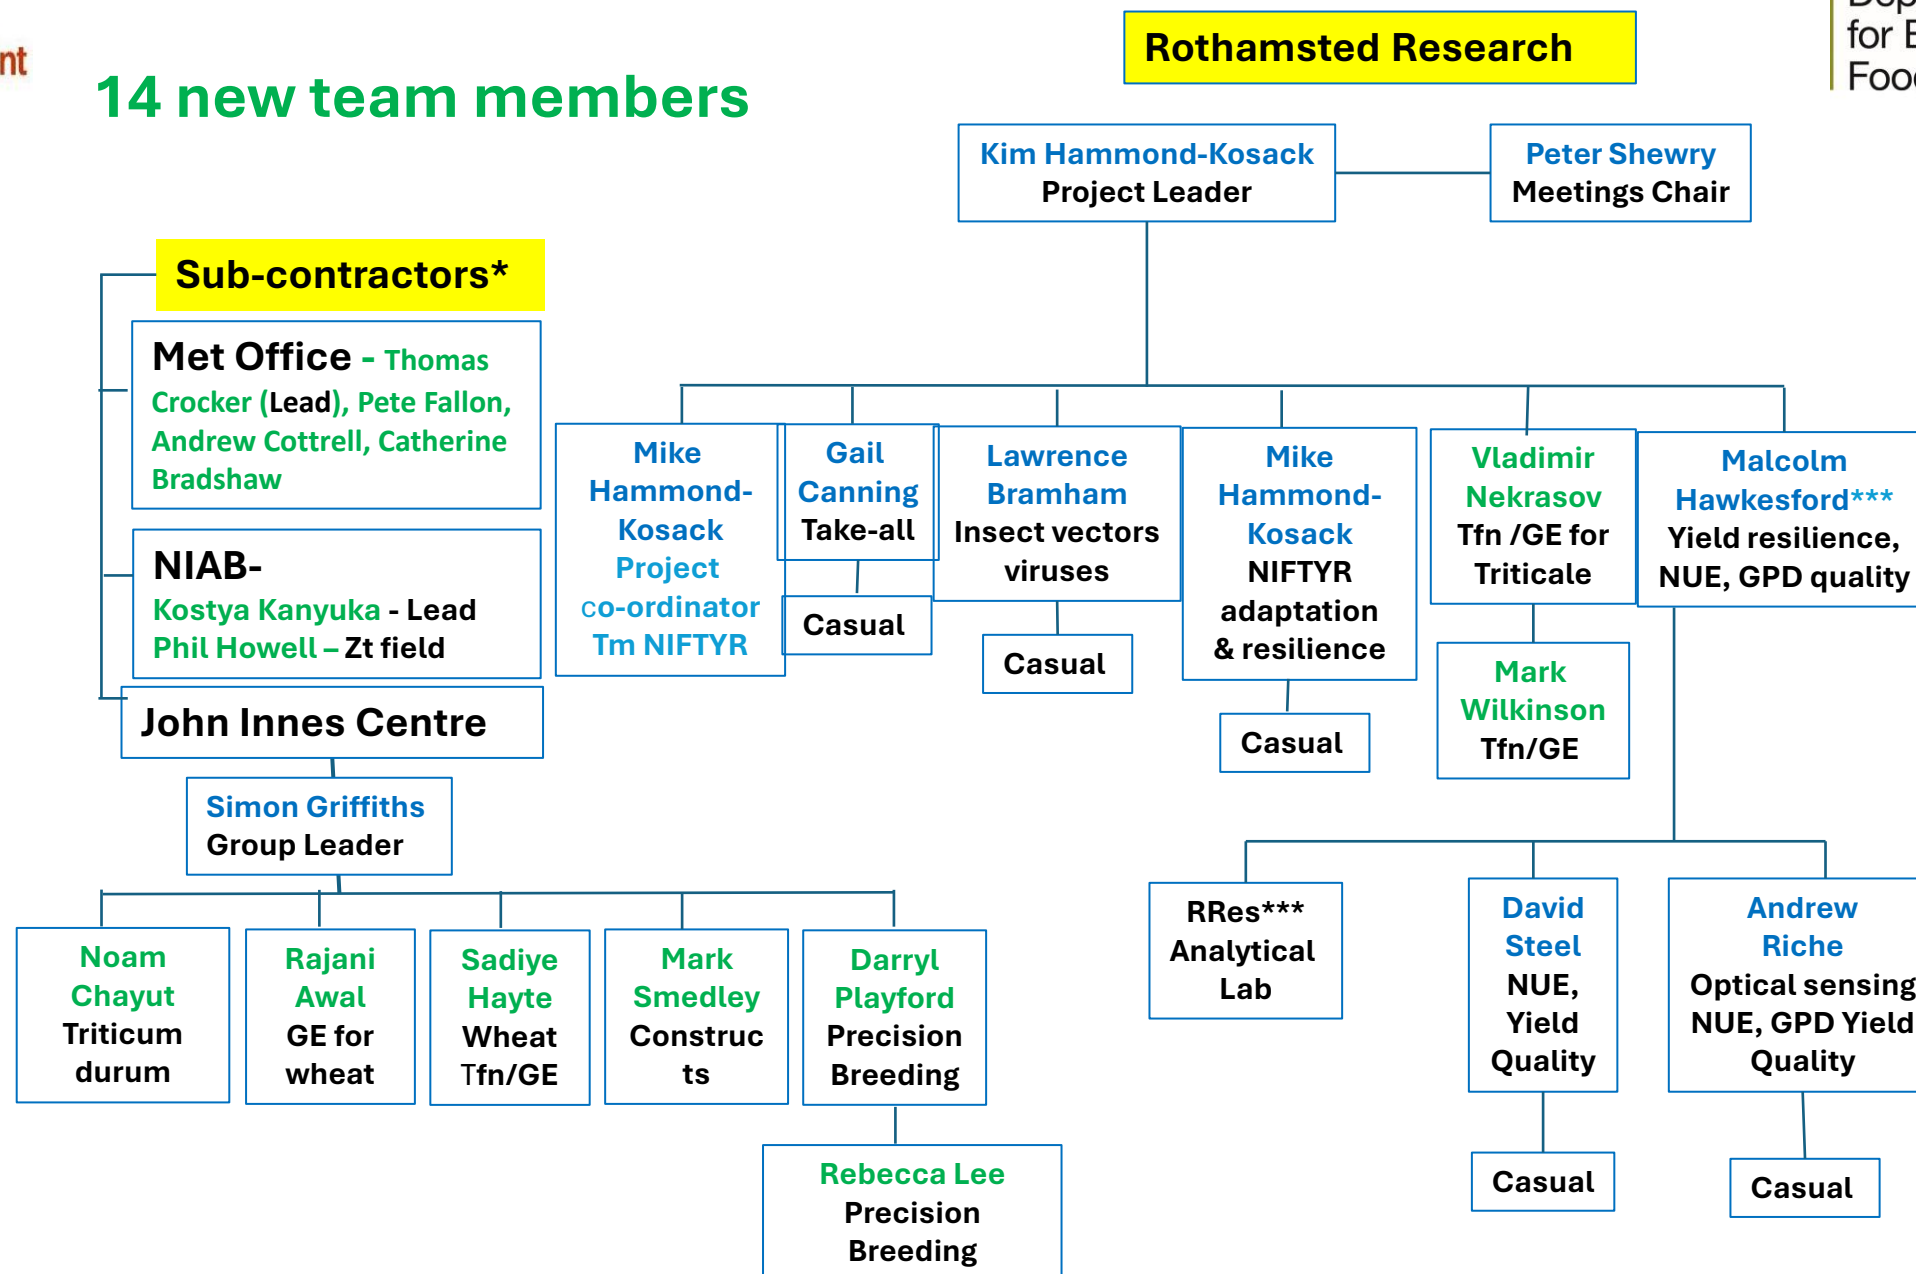 nt
14 new team members
Rothamsted Research
for E
Food
Kim Hammond-Kosack
Project Leader
Peter Shewry
Meetings Chair
Sub-contractors*
Met Office - Thomas
Crocker (Lead), Pete Fallon,
Andrew Cottrell, Catherine
Bradshaw
NIAB-
Kostya Kanyuka - Lead
Phil Howell – Zt field
John Innes Centre
Simon Griffiths
Group Leader
Noam
Chayut
Triticum
durum
Rajani
Awal
GE for
wheat
Sadiye
Hayte
Wheat
Tfn/GE
Mark
Smedley
Construc
ts
Darryl
Playford
Precision
Breeding
Rebecca Lee
Precision
Breeding
Mike
Hammond-
Kosack
Project
co-ordinator
Tm NIFTYR
Gail
Canning
Take-all
Casual
Lawrence
Bramham
Insect vectors
viruses
Casual
Mike
Hammond-
Kosack
NIFTYR
adaptation
& resilience
Casual
Vladimir
Nekrasov
Tfn /GE for
Triticale
Mark
Wilkinson
Tfn/GE
Malcolm
Hawkesford***
Yield resilience,
NUE, GPD quality
RRes***
Analytical
Lab
David
Steel
NUE,
Yield
Quality
Casual
Andrew
Riche
Optical sensing
NUE, GPD Yield
Quality
Casual